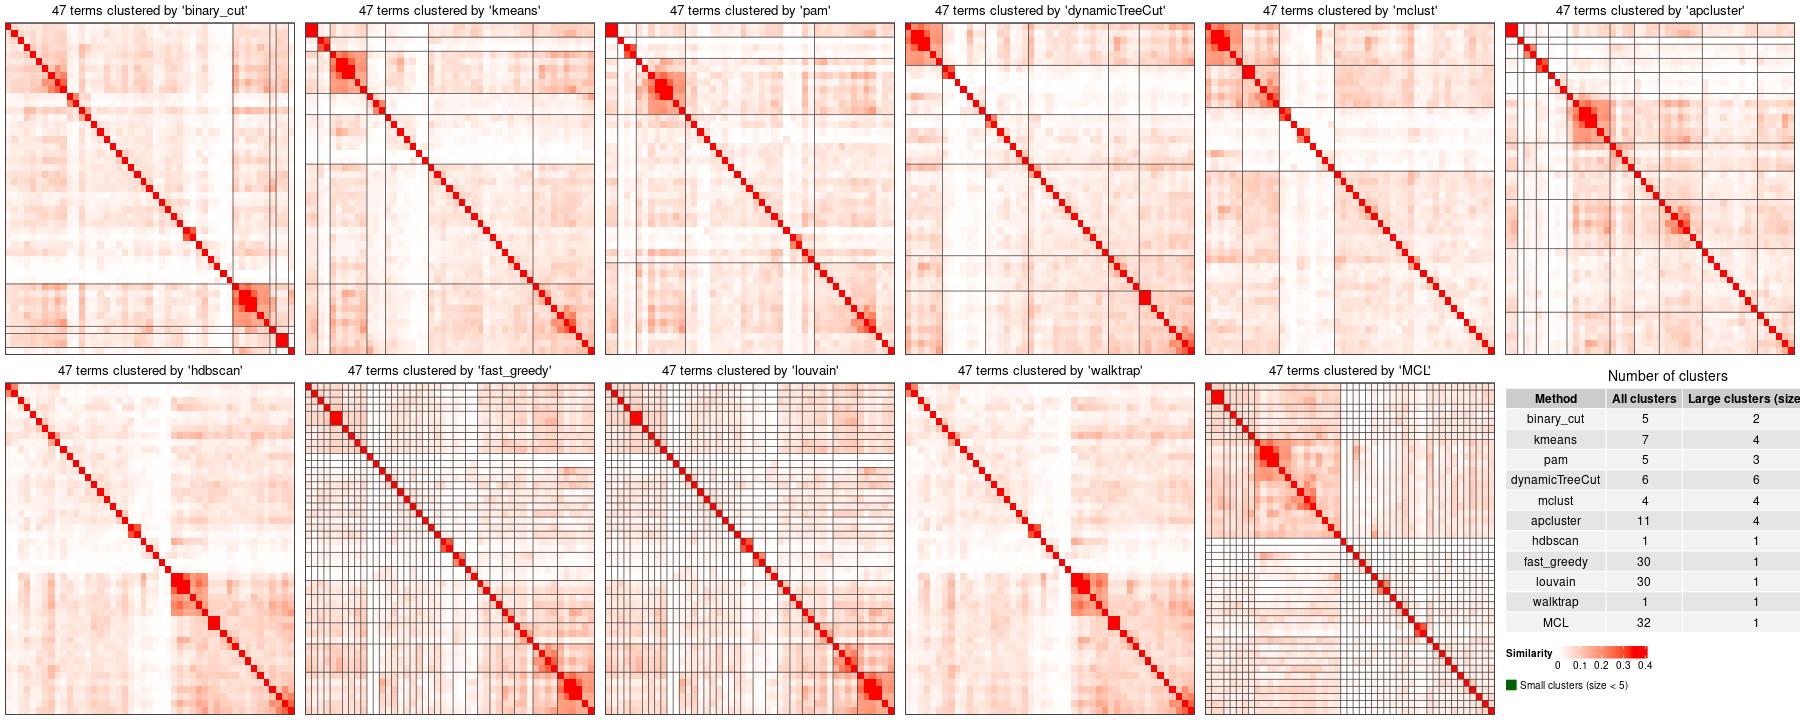 47 terms clustered by 'binary_cut'
47 terms clustered by 'kmeans'
47 terms clustered by 'pam'
47 terms clustered by 'dynamicTreeCut'
47 terms clustered by 'mclust'
47 terms clustered by 'apcluster'
47 terms clustered by 'hdbscan'
47 terms clustered by 'fast_greedy'
47 terms clustered by 'louvain'
47 terms clustered by 'walktrap'
47 terms clustered by 'MCL'
Number of clusters
Method All clusters Large clusters (size
binary_cut 5 2
kmeans 7 4
pam 5 3
dynamicTreeCut 6 6
mclust 4 4
apcluster 11 4
hdbscan 1 1
fast_greedy 30 1
louvain 30 1
walktrap 1 1
MCL 32 1
Similarity
0 0.1 0.2 0.3 0.4
Small clusters (size < 5)